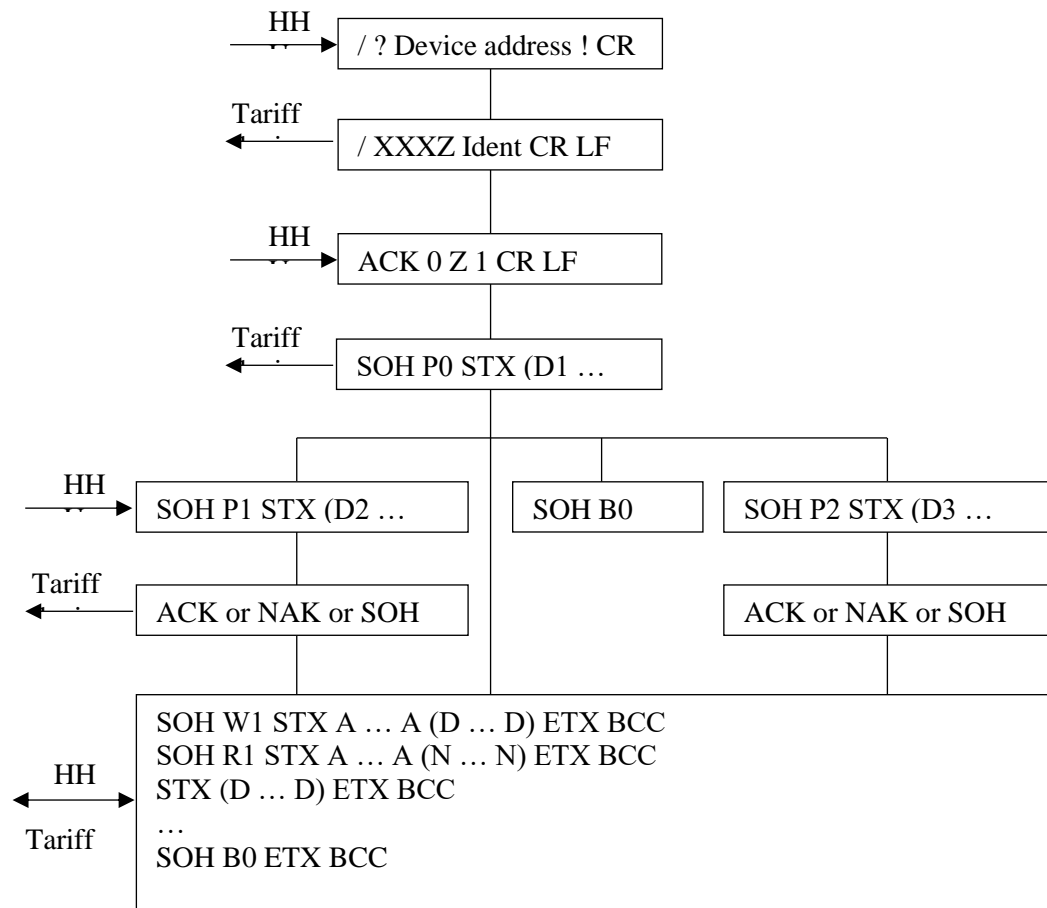 HH
/ ? Device address ! CR
Tariff
/ XXXZ Ident CR LF
HH
ACK 0 Z 1 CR LF
Tariff
SOH P0 STX (D1 …
HH
SOH P1 STX (D2 …
SOH B0
SOH P2 STX (D3 …
Tariff
ACK or NAK or SOH
ACK or NAK or SOH
SOH W1 STX A … A (D … D) ETX BCC
SOH R1 STX A … A (N … N) ETX BCC
HH
STX (D … D) ETX BCC
Tariff
…
SOH B0 ETX BCC